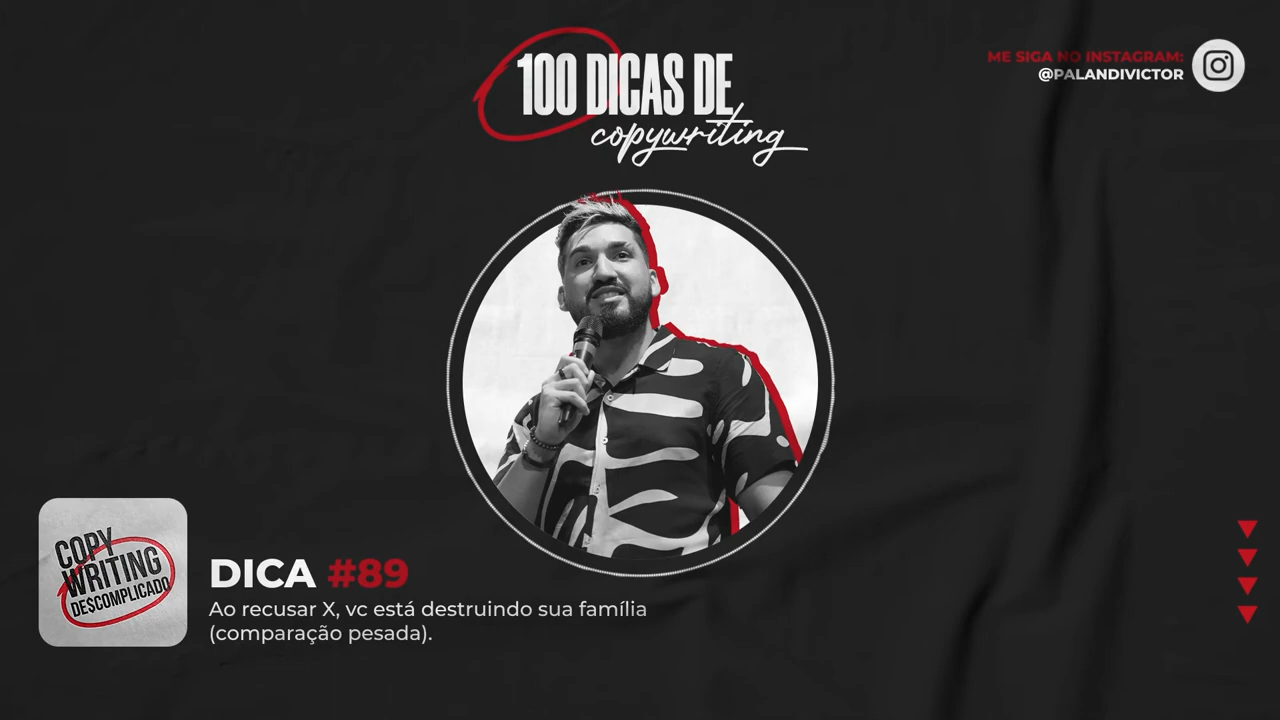 100 DICAS DE
copywriting
ME SIGA NO INSTAGRAM:
@PALANDIVICTOR
COPY
WRITING
DESCOMPLICADO
DICA #89
Ao recusar X, vc está destruindo sua família
(comparação pesada).